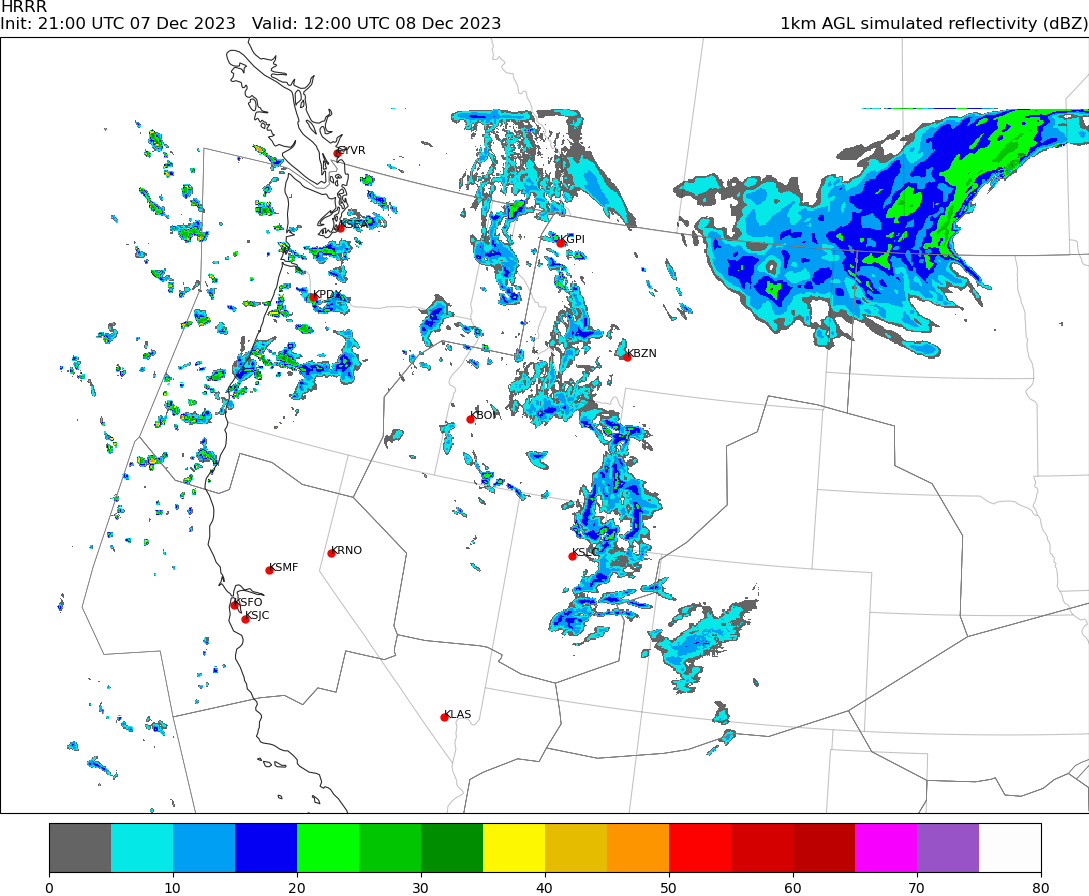 HRRR
Init: 21:00 UTC 07 Dec 2023   Valid: 12:00 UTC 08 Dec 2023
1km AGL simulated reflectivity (dBZ)
CYVR
KSEA
KGPI
KPDX
KBZN
KBOI
KRNO
KSLC
KSMF
KSFO
KSJC
KLAS
0 10 20 30 40 50 60 70 80